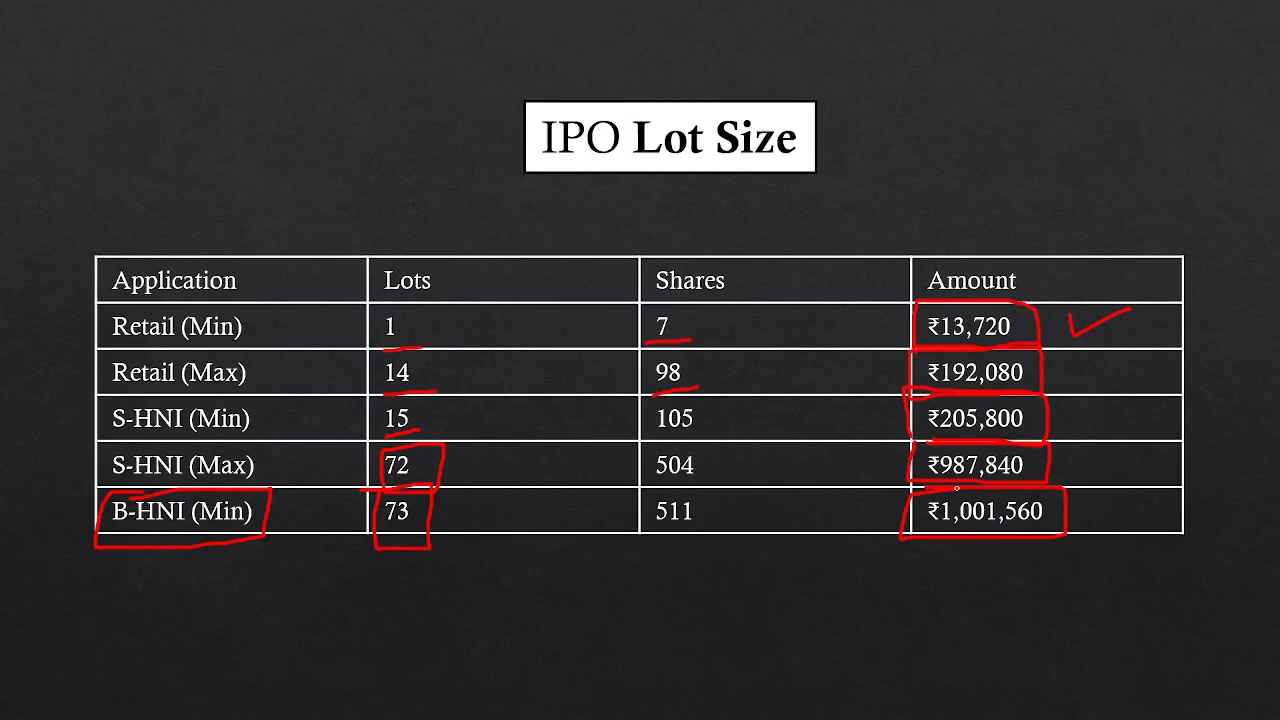 IPO Lot Size
Application Lots Shares Amount
Retail (Min) 1 7 ₹13,720
Retail (Max) 14 98 ₹192,080
S-HNI (Min) 15 105 ₹205,800
S-HNI (Max) 72 504 ₹987,840
B-HNI (Min) 73 511 ₹1,001,560